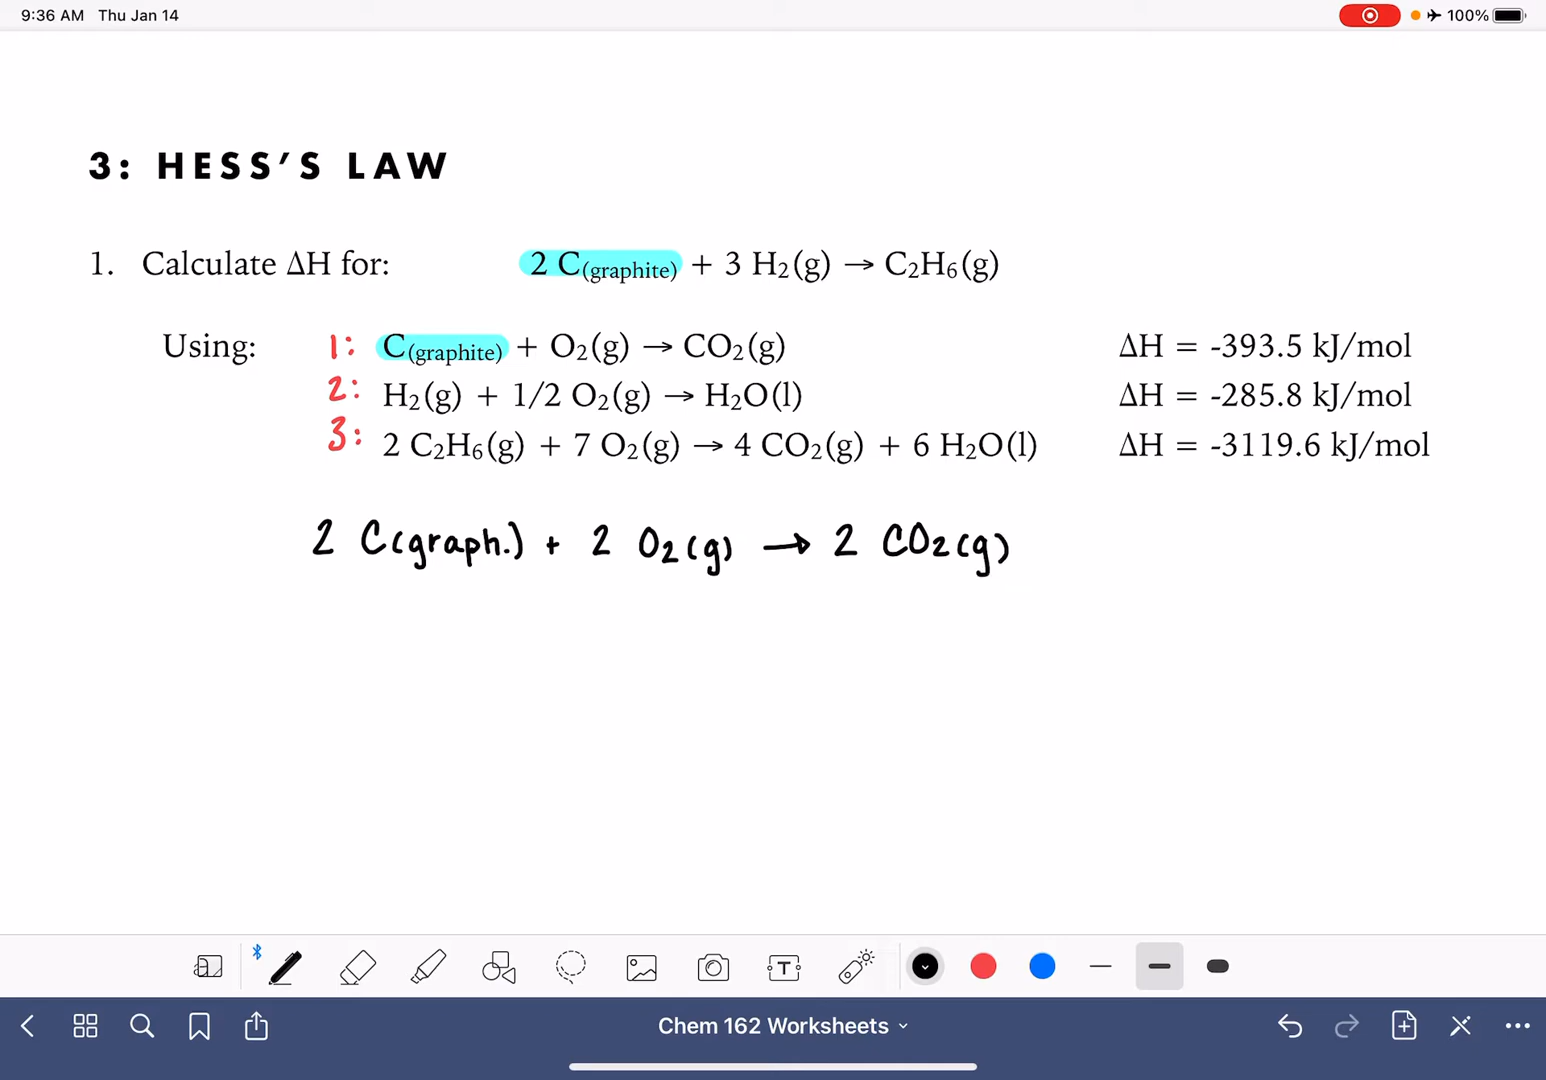 9:36 AM Thu Jan 14 100%
3: HESS’S LAW
1. Calculate ΔH for: 2 C(graphite) + 3 H₂(g) → C₂H₆(g)
Using: 1: C(graphite) + O₂(g) → CO₂(g) ΔH = -393.5 kJ/mol
2: H₂(g) + 1/2 O₂(g) → H₂O(l) ΔH = -285.8 kJ/mol
3: 2 C₂H₆(g) + 7 O₂(g) → 4 CO₂(g) + 6 H₂O(l) ΔH = -3119.6 kJ/mol
2 C(graph.) + 2 O₂(g) → 2 CO₂(g)
Chem 162 Worksheets